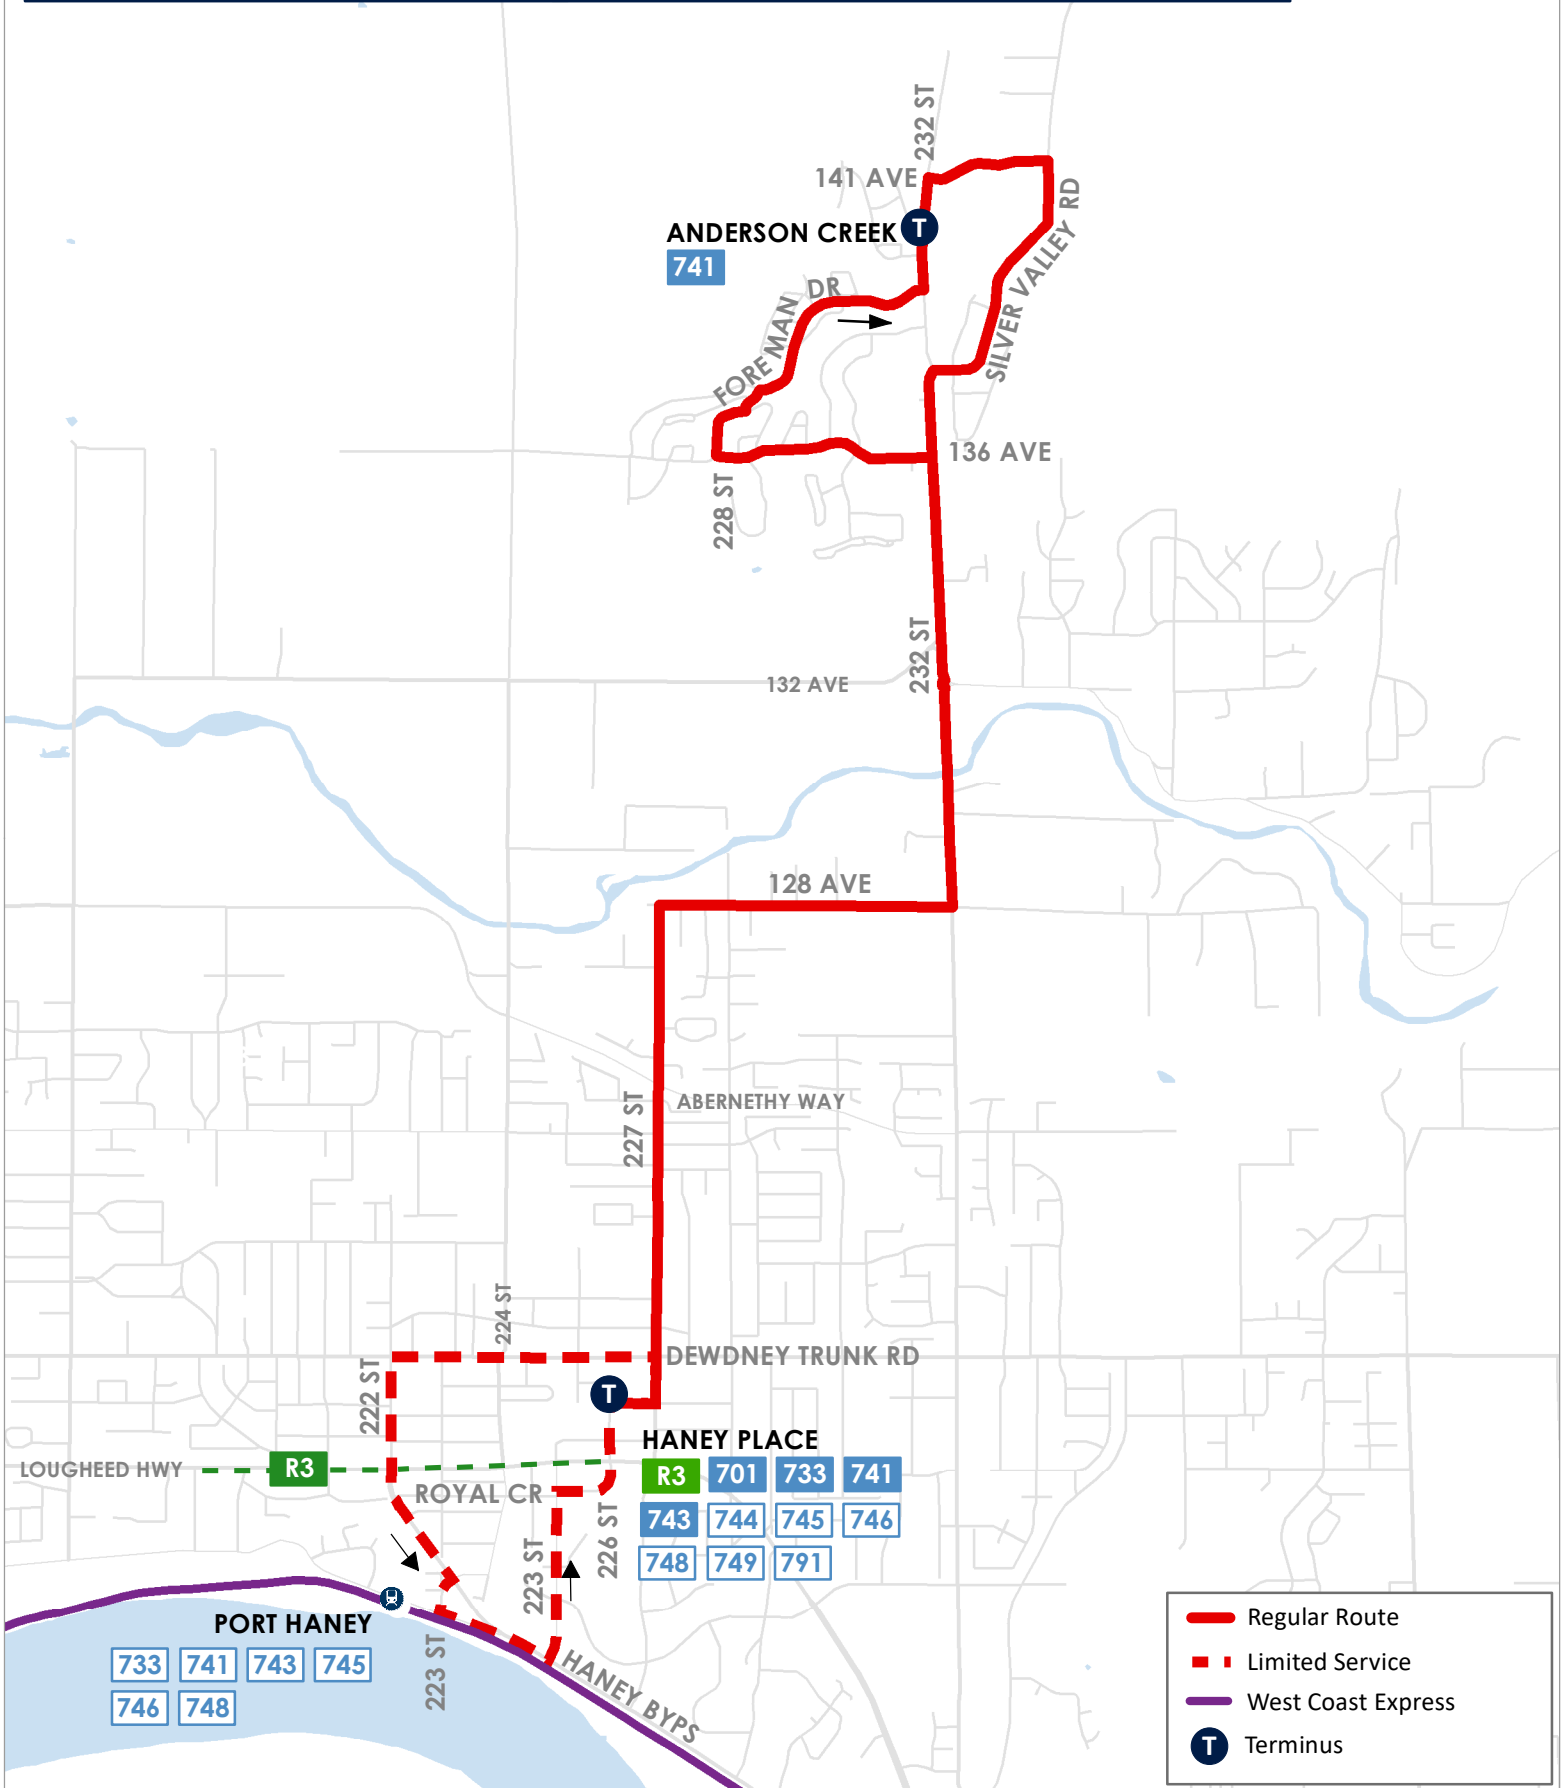 232 ST
141 AVE
T
ANDERSON CREEK
741
SILVER VALLEY RD
FOREMAN DR
136 AVE
228 ST
232 ST
132 AVE
128 AVE
227 ST
ABERNETHY WAY
224 ST
DEWDNEY TRUNK RD
222 ST
T
HANEY PLACE
LOUGHEED HWY
R3
R3 701 733 741
ROYAL CR
743 744 745 746
226 ST
223 ST
748 749 791
PORT HANEY
733 741 743 745
746 748
223 ST
HANEY BYPS
Regular Route
Limited Service
West Coast Express
T Terminus